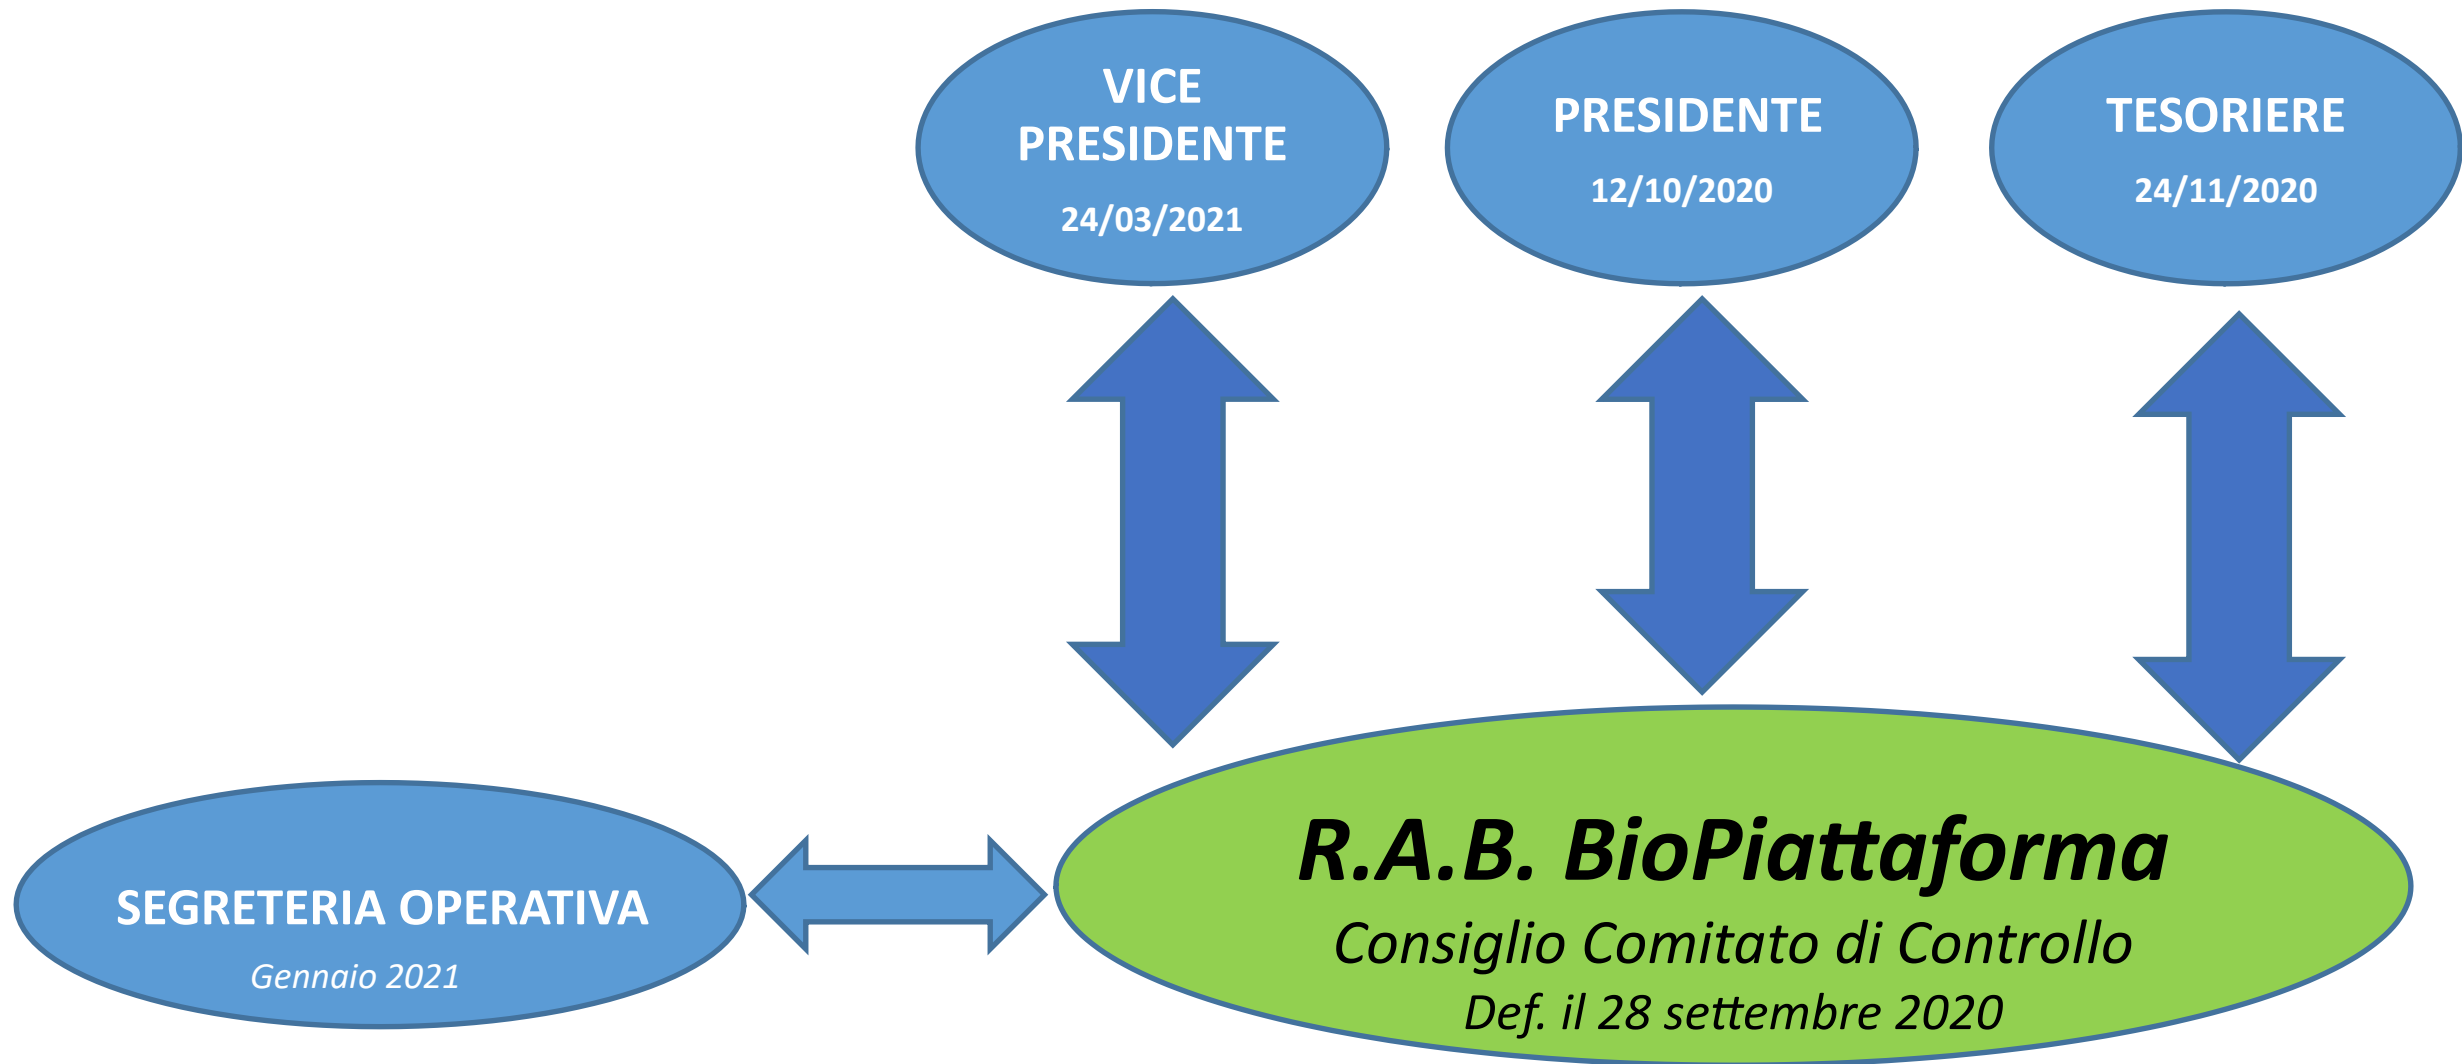 VICE
PRESIDENTE
24/03/2021
PRESIDENTE
12/10/2020
TESORIERE
24/11/2020
SEGRETERIA OPERATIVA
Gennaio 2021
R.A.B. BioPiattaforma
Consiglio Comitato di Controllo
Def. il 28 settembre 2020